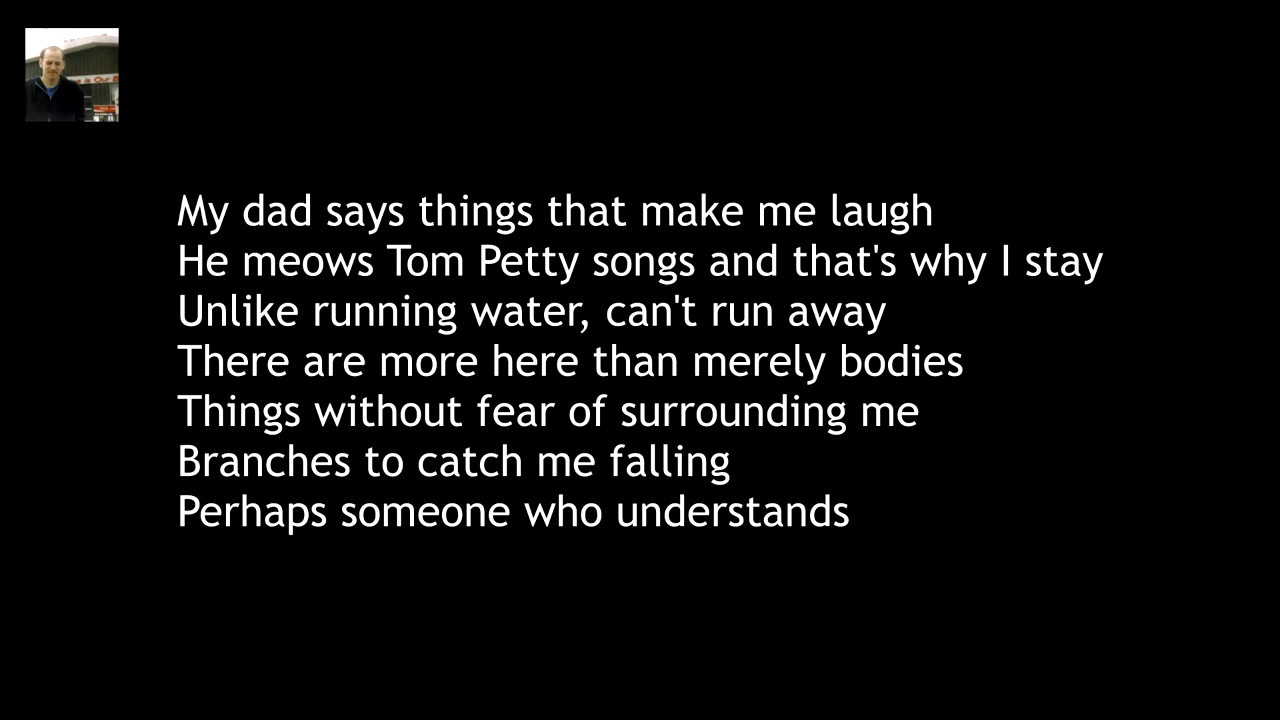 My dad says things that make me laugh
He meows Tom Petty songs and that's why I stay
Unlike running water, can't run away
There are more here than merely bodies
Things without fear of surrounding me
Branches to catch me falling
Perhaps someone who understands